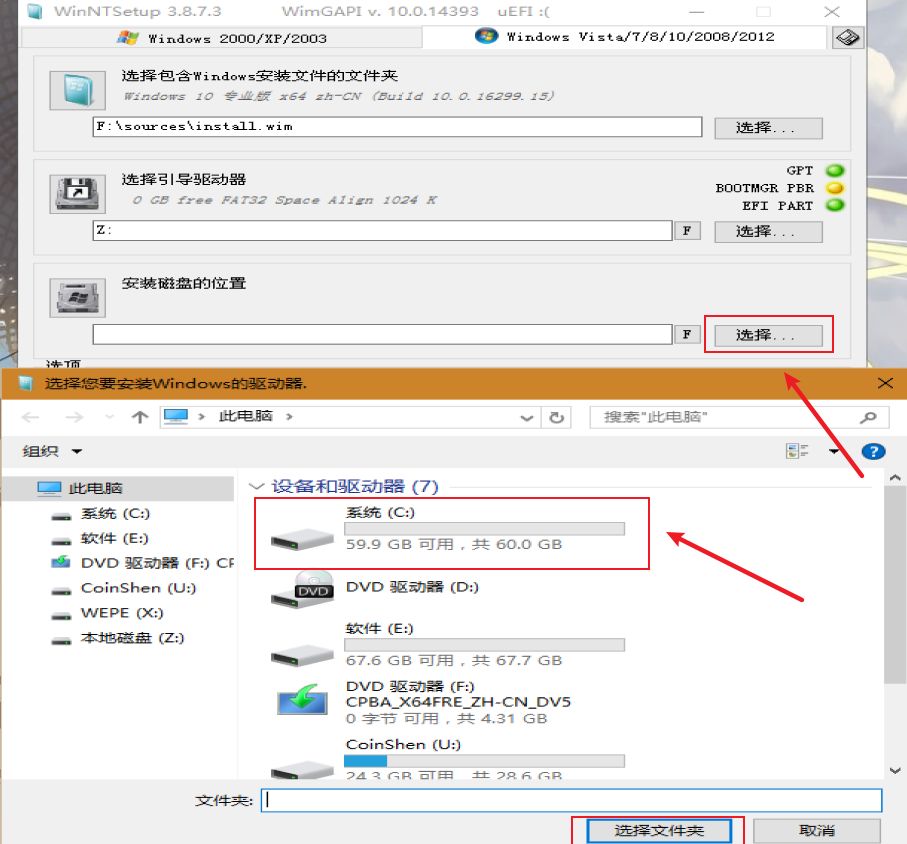 WinNTSetup 3.8.7.3 WimGAPI v. 10.0.14393 uEFI :(
Windows 2000/XP/2003 Windows Vista/7/8/10/2008/2012
选择包含Windows安装文件的文件夹
Windows 10 专业版 x64 zh-CN (Build 10.0.16299.15)
F:\sources\install.wim 选择...
选择引导驱动器
0 GB free FAT32 Space Align 1024 K
GPT
BOOTMGR PBR
EFI PART
Z: F 选择...
安装磁盘的位置
F 选择...
选项
选择您要安装Windows的驱动器.
此电脑 搜索"此电脑"
组织
此电脑
系统 (C:)
软件 (E:)
DVD 驱动器 (F:) CF
CoinShen (U:)
WEPE (X:)
本地磁盘 (Z:)
设备和驱动器 (7)
系统 (C:)
59.9 GB 可用，共 60.0 GB
DVD
DVD 驱动器 (D:)
软件 (E:)
67.6 GB 可用，共 67.7 GB
DVD 驱动器 (F:)
CPBA_X64FRE_ZH-CN_DV5
0 字节 可用，共 4.31 GB
CoinShen (U:)
24.3 GB 可用，共 28.6 GB
文件夹:
选择文件夹 取消